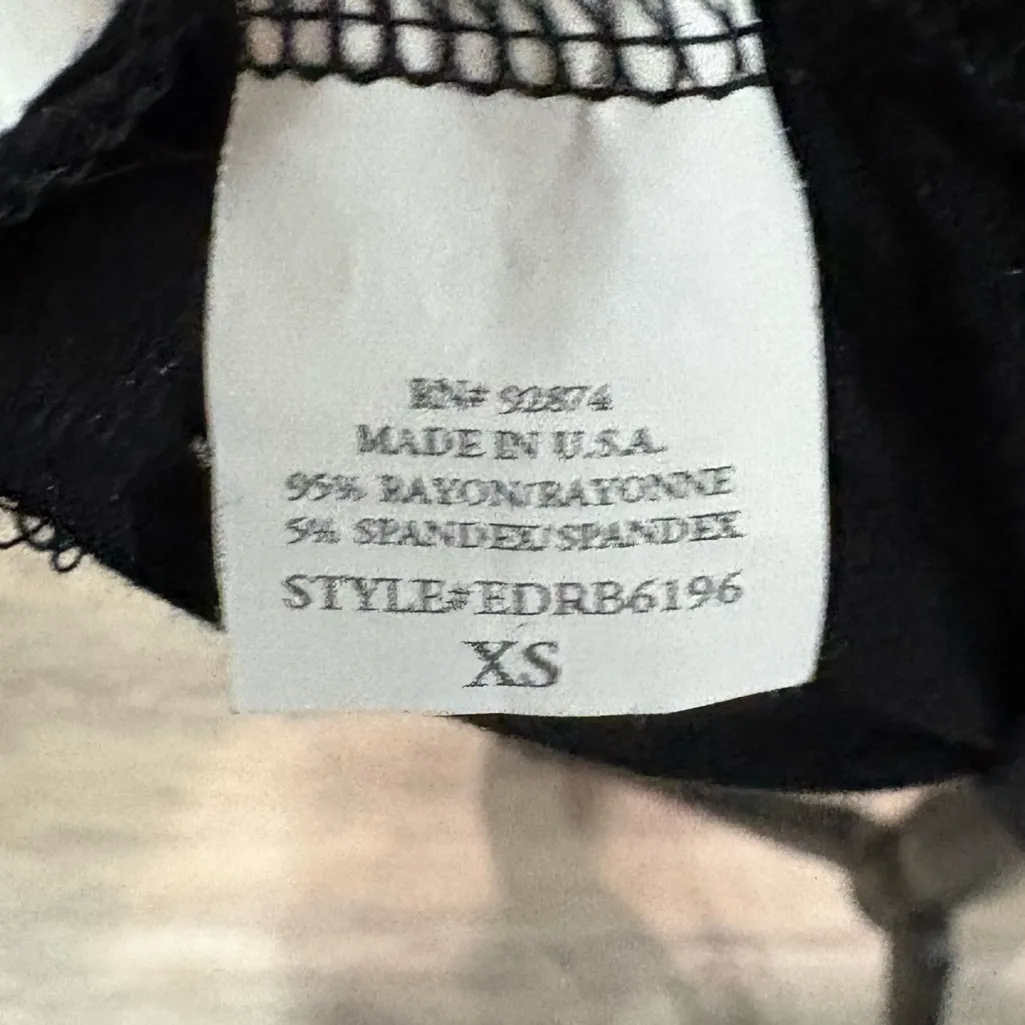 RN# 92874
MADE IN U.S.A.
95% RAYON/RAYONNE
5% SPANDEX/SPANDEX
STYLE#EDRB6196
XS